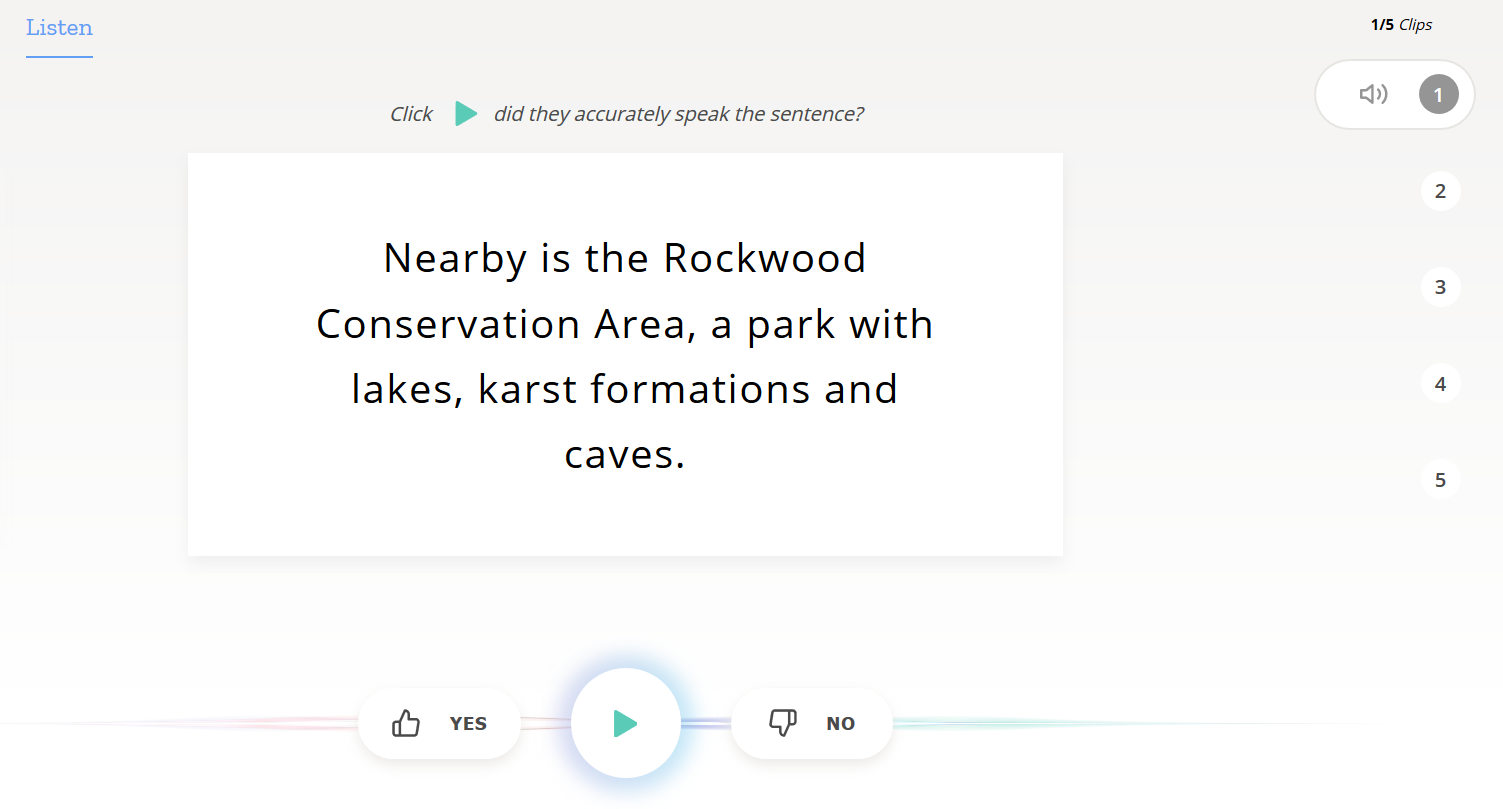 Listen
1/5 Clips
1
Click did they accurately speak the sentence?
Nearby is the Rockwood
Conservation Area, a park with
lakes, karst formations and
caves.
2
3
4
5
YES
NO